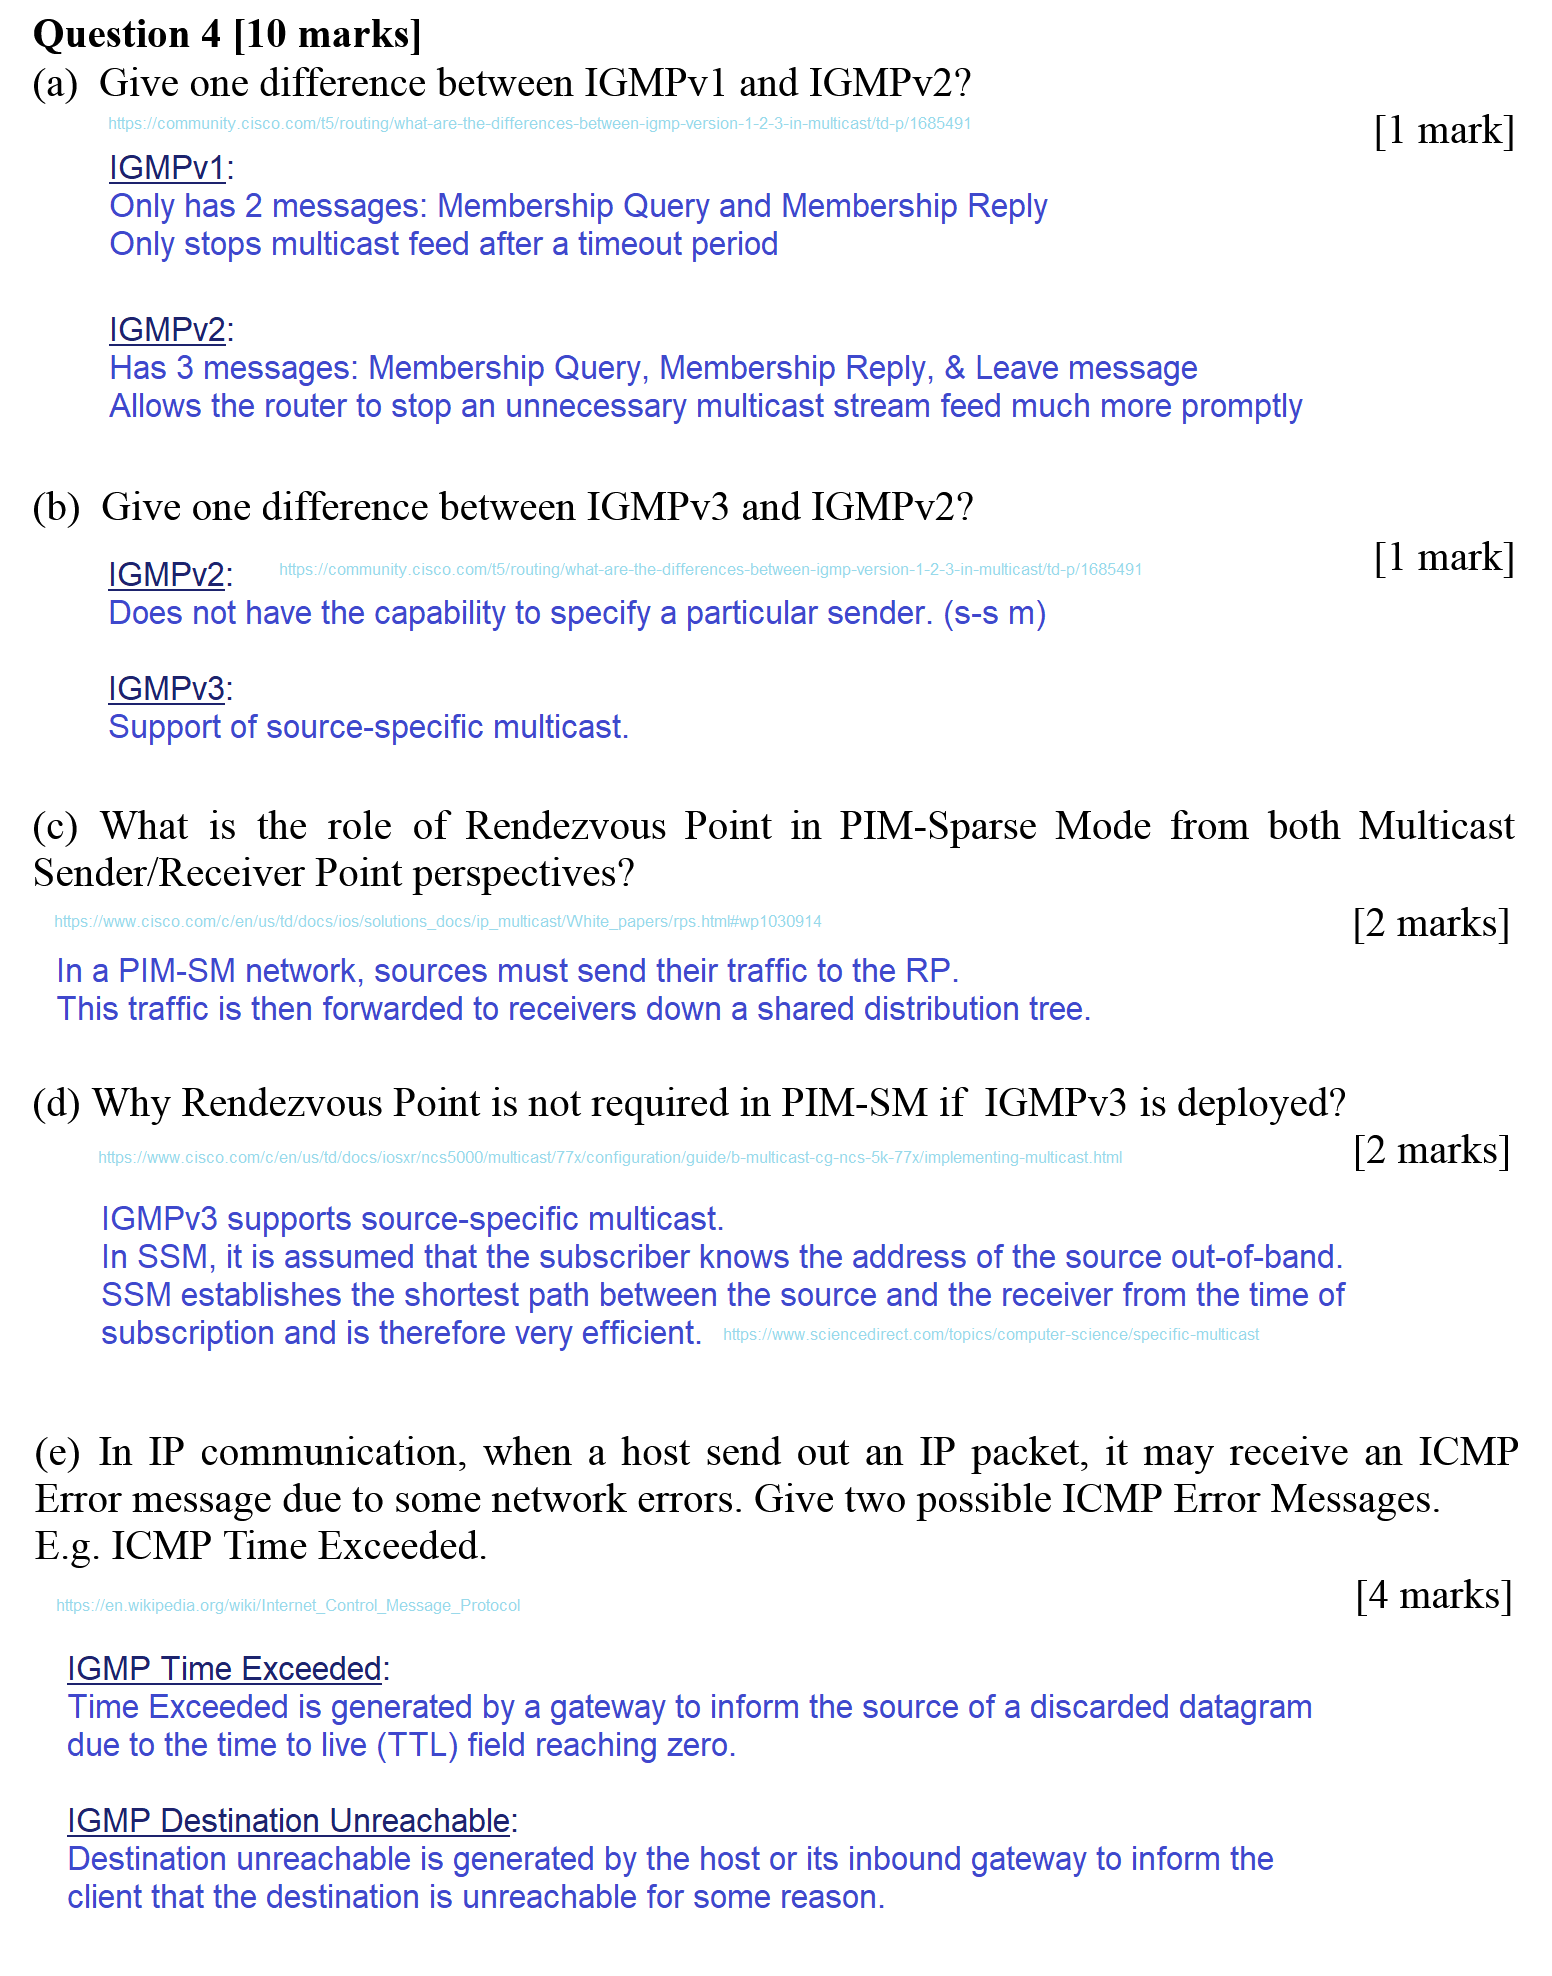 Question 4 [10 marks]
(a) Give one difference between IGMPv1 and IGMPv2?
https://community.cisco.com/t5/routing/what-are-the-differences-between-igmp-version-1-2-3-in-multicast/td-p/1685491
[1 mark]
IGMPv1:
Only has 2 messages: Membership Query and Membership Reply
Only stops multicast feed after a timeout period
IGMPv2:
Has 3 messages: Membership Query, Membership Reply, & Leave message
Allows the router to stop an unnecessary multicast stream feed much more promptly
(b) Give one difference between IGMPv3 and IGMPv2?
[1 mark]
IGMPv2: https://community.cisco.com/t5/routing/what-are-the-differences-between-igmp-version-1-2-3-in-multicast/td-p/1685491
Does not have the capability to specify a particular sender. (s-s m)
IGMPv3:
Support of source-specific multicast.
(c) What is the role of Rendezvous Point in PIM-Sparse Mode from both Multicast
Sender/Receiver Point perspectives?
https://www.cisco.com/c/en/us/td/docs/ios/solutions_docs/ip_multicast/White_papers/rps.html#wp1030914
[2 marks]
In a PIM-SM network, sources must send their traffic to the RP.
This traffic is then forwarded to receivers down a shared distribution tree.
(d) Why Rendezvous Point is not required in PIM-SM if IGMPv3 is deployed?
[2 marks]
https://www.cisco.com/c/en/us/td/docs/iosxr/ncs5000/multicast/77x/configuration/guide/b-multicast-cg-ncs-5k-77x/implementing-multicast.html
IGMPv3 supports source-specific multicast.
In SSM, it is assumed that the subscriber knows the address of the source out-of-band.
SSM establishes the shortest path between the source and the receiver from the time of
subscription and is therefore very efficient. https://www.sciencedirect.com/topics/computer-science/specific-multicast
(e) In IP communication, when a host send out an IP packet, it may receive an ICMP
Error message due to some network errors. Give two possible ICMP Error Messages.
E.g. ICMP Time Exceeded.
[4 marks]
https://en.wikipedia.org/wiki/Internet_Control_Message_Protocol
IGMP Time Exceeded:
Time Exceeded is generated by a gateway to inform the source of a discarded datagram
due to the time to live (TTL) field reaching zero.
IGMP Destination Unreachable:
Destination unreachable is generated by the host or its inbound gateway to inform the
client that the destination is unreachable for some reason.